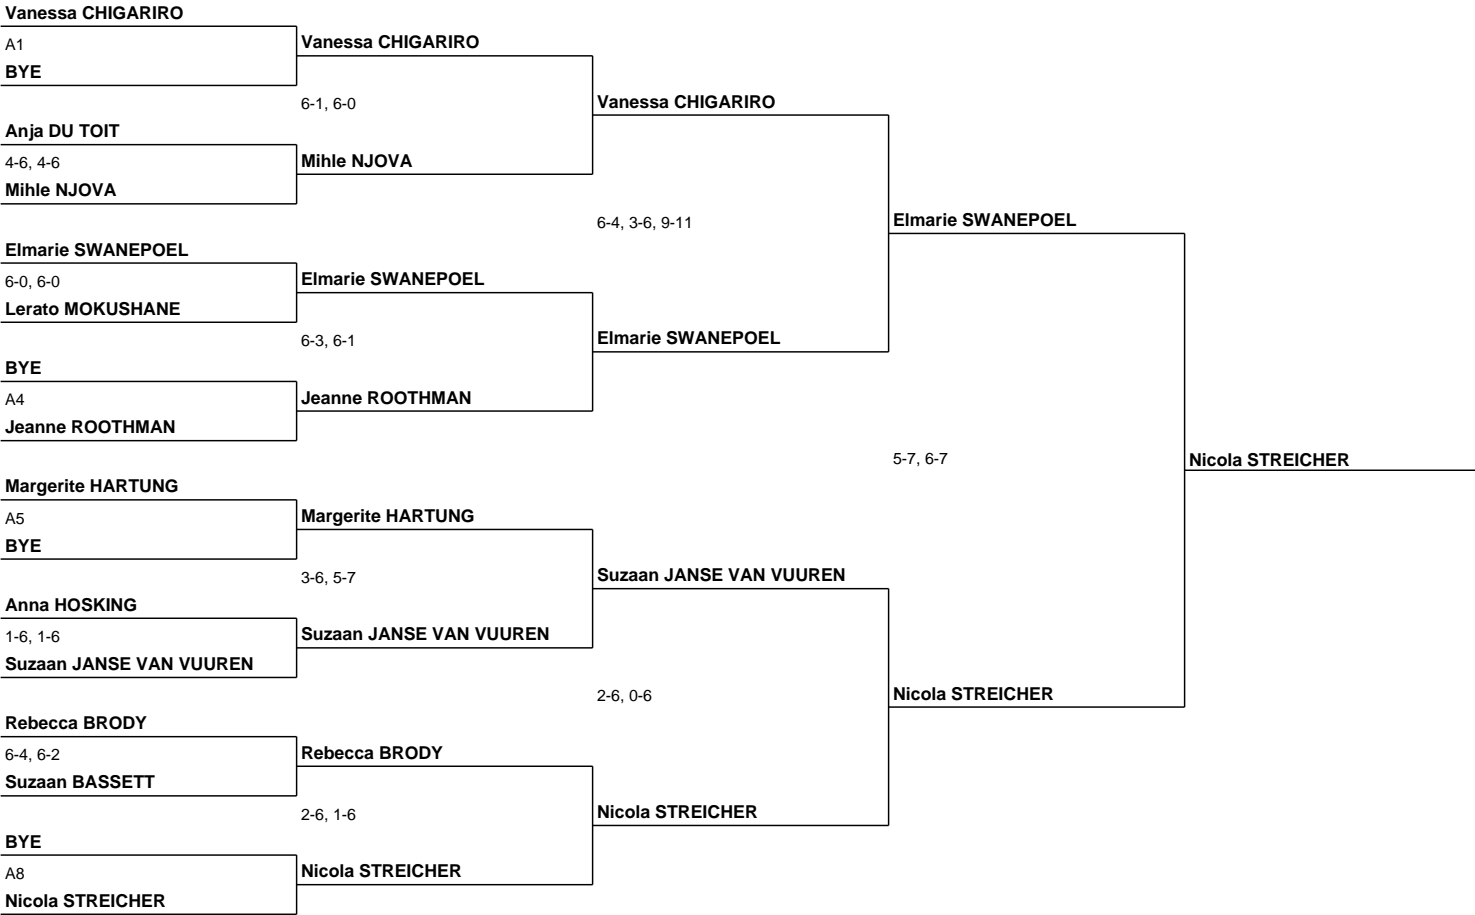 Vanessa CHIGARIRO
A1
BYE
Anja DU TOIT
4-6, 4-6
Mihle NJOVA
Elmarie SWANEPOEL
6-0, 6-0
Lerato MOKUSHANE
BYE
A4
Jeanne ROOTHMAN
Margerite HARTUNG
A5
BYE
Anna HOSKING
1-6, 1-6
Suzaan JANSE VAN VUUREN
Rebecca BRODY
6-4, 6-2
Suzaan BASSETT
BYE
A8
Nicola STREICHER
Vanessa CHIGARIRO
6-1, 6-0
Mihle NJOVA
Elmarie SWANEPOEL
6-3, 6-1
Jeanne ROOTHMAN
Margerite HARTUNG
3-6, 5-7
Suzaan JANSE VAN VUUREN
Rebecca BRODY
2-6, 1-6
Nicola STREICHER
Vanessa CHIGARIRO
6-4, 3-6, 9-11
Elmarie SWANEPOEL
Suzaan JANSE VAN VUUREN
2-6, 0-6
Nicola STREICHER
Elmarie SWANEPOEL
5-7, 6-7
Nicola STREICHER
Nicola STREICHER